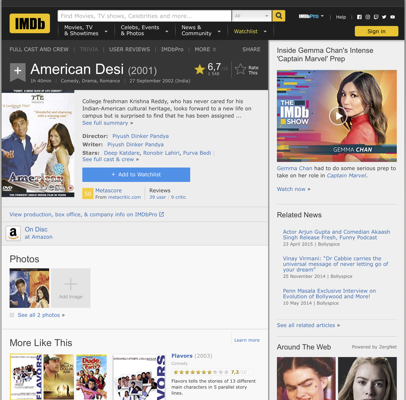 IMDb
Find Movies, TV shows, Celebrities and more...
All
Movies, TV
& Showtimes
Celebs, Events
& Photos
News &
Community
Watchlist
IMDbPro
Help
Sign in
FULL CAST AND CREW | TRIVIA | USER REVIEWS | IMDbPro | MORE
SHARE
American Desi (2001)
1h 40min | Comedy, Drama, Romance | 27 September 2002 (India)
6,7
Rate
This
College freshman Krishna Reddy, who has never cared for his
Indian-American cultural heritage, looks forward to a new life on
campus but is surprised to find that he has been assigned ...
See full summary »
Director: Piyush Dinker Pandya
Writer: Piyush Dinker Pandya
Stars: Deep Katdare, Ronobir Lahiri, Purva Bedi
See full cast & crew »
American
Desi
+ Add to Watchlist
Metascore
From metacritic.com
Reviews
39 user | 9 critic
View production, box office, & company info on IMDbPro
On Disc
at Amazon
Photos
Add Image
See all 2 photos »
More Like This
Learn more
FLAVORS
FLAVORS
Flavors (2003)
Comedy
Flavors tells the stories of 13 different
main characters in 5 parallel story
lines.
Inside Gemma Chan's Intense
'Captain Marvel' Prep
THE
IMDb
SHOW
GEMMA CHAN
Gemma Chan had to do some serious prep to
take on her role in Captain Marvel.
Watch now »
Related News
Actor Arjun Gupta and Comedian Akaash
Singh Release Fresh, Funny Podcast
23 April 2015 | Bollyspice
Vinay Virmani: "Dr Cabbie carries the
universal message of never letting go of
your dream"
25 November 2014 | Bollyspice
Penn Masala Exclusive Interview on
Evolution of Bollywood and More!
16 May 2014 | Bollyspice
See all related articles »
Around The Web
Powered by ZergNet